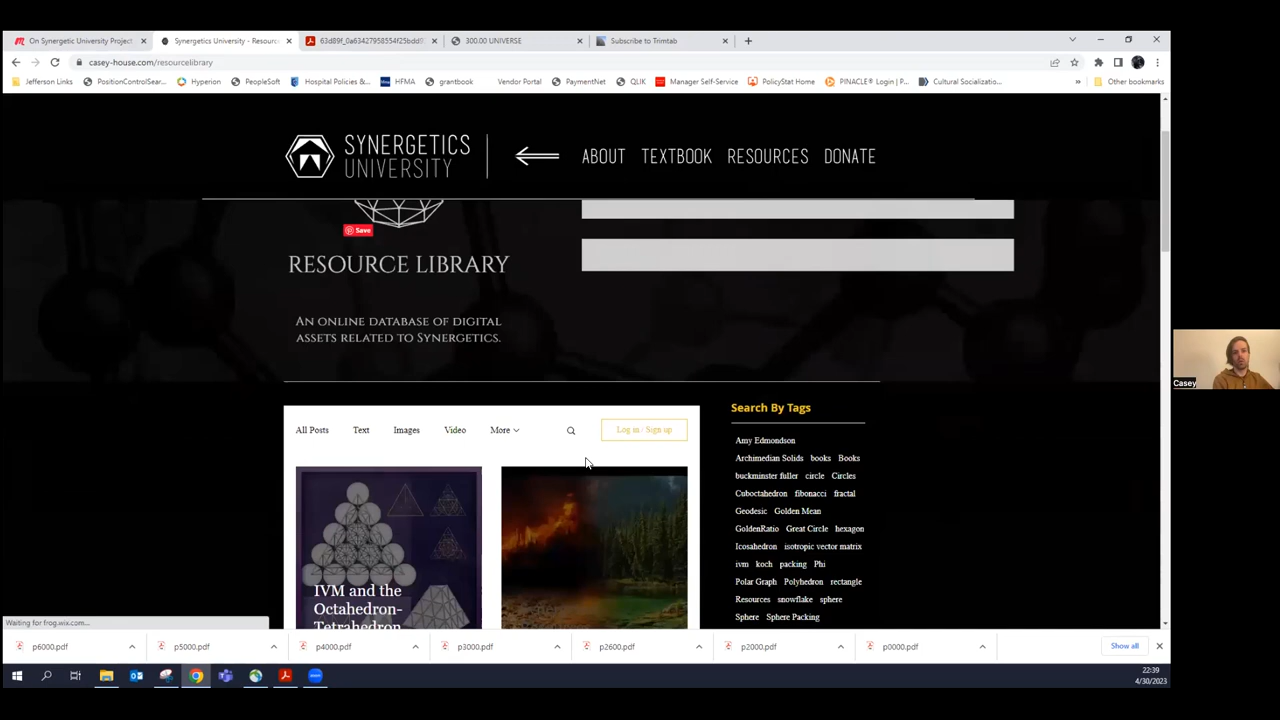 On Synergetic University Project
Synergetics University - Resourc
63d89f_0a63427958554f25bdd9
300.00 UNIVERSE
Subscribe to Trimtab
casey-house.com/resourcelibrary
Jefferson Links
PositionControlSear...
Hyperion
PeopleSoft
Hospital Policies &...
HFMA
grantbook
Vendor Portal
PaymentNet
QLIK
Manager Self-Service
PolicyStat Home
PINACLE® Login | P...
Cultural Socializatio...
»
Other bookmarks
SYNERGETICS
UNIVERSITY
ABOUT
TEXTBOOK
RESOURCES
DONATE
Save
RESOURCE LIBRARY
AN ONLINE DATABASE OF DIGITAL
ASSETS RELATED TO SYNERGETICS.
All Posts
Text
Images
Video
More
Log in / Sign up
IVM and the
Octahedron-
Tetrahedron
Search By Tags
Amy Edmondson
Archimedian Solids books Books
buckminster fuller circle Circles
Cuboctahedron fibonacci fractal
Geodesic Golden Mean
GoldenRatio Great Circle hexagon
Icosahedron isotropic vector matrix
ivm koch packing Phi
Polar Graph Polyhedron rectangle
Resources snowflake sphere
Sphere Sphere Packing
Casey
Waiting for frog.wix.com...
p6000.pdf
p5000.pdf
p4000.pdf
p3000.pdf
p2600.pdf
p2000.pdf
p0000.pdf
Show all
22:39
4/30/2023